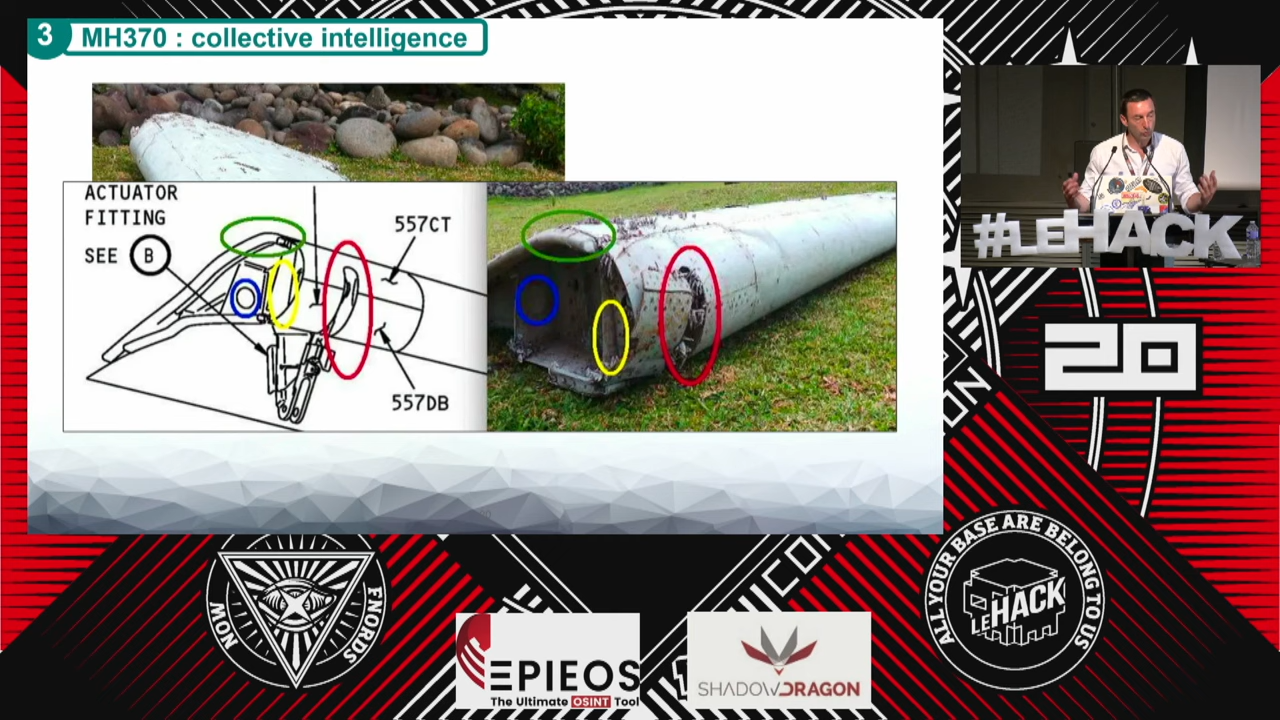 3 MH370 : collective intelligence
ACTUATOR
FITTING
SEE B
557CT
557DB
#LEHACK
20
ALL YOUR BASE ARE BELONG TO US
LEHACK
EPIEOS
The Ultimate OSINT Tool
SHADOWDRAGON